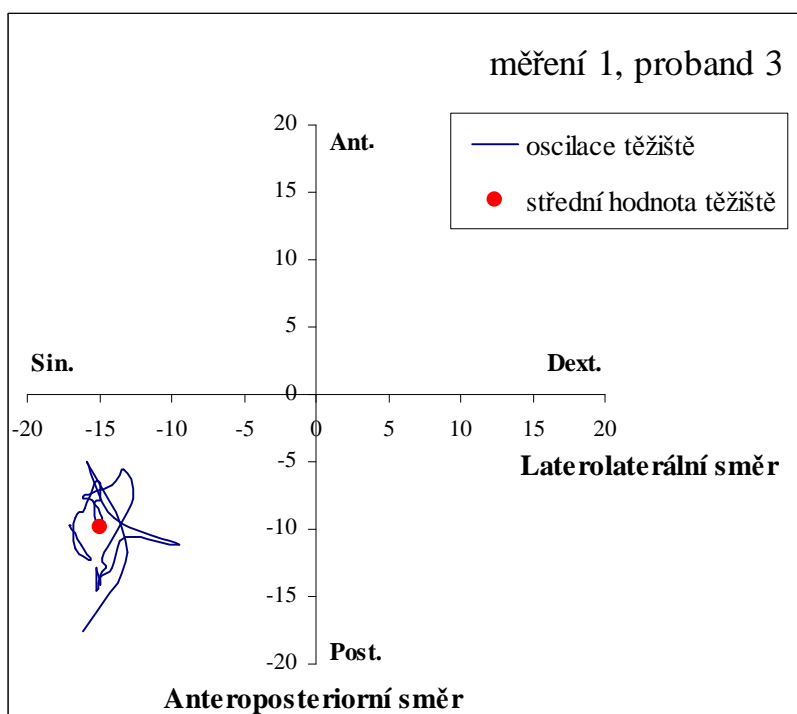 měření 1, proband 3
20
Ant.
oscilace těžiště
15
střední hodnota těžiště
10
5
Sin.
Dext.
0
-20 -15 -10 -5 0 5 10 15 20
-5
Laterolaterální směr
-10
-15
-20
Post.
Anteroposteriorní směr